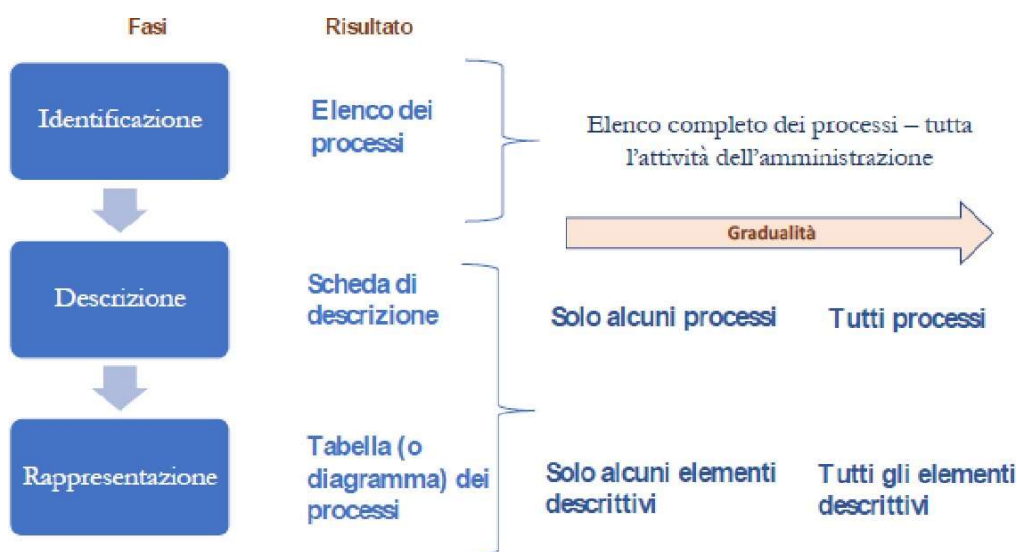 Fasi
Risultato
Identificazione
Elenco dei
processi
Elenco completo dei processi – tutta
l'attività dell'amministrazione
Gradualità
Descrizione
Scheda di
descrizione
Solo alcuni processi
Tutti processi
Rappresentazione
Tabella (o
diagramma) dei
processi
Solo alcuni elementi
descrittivi
Tutti gli elementi
descrittivi